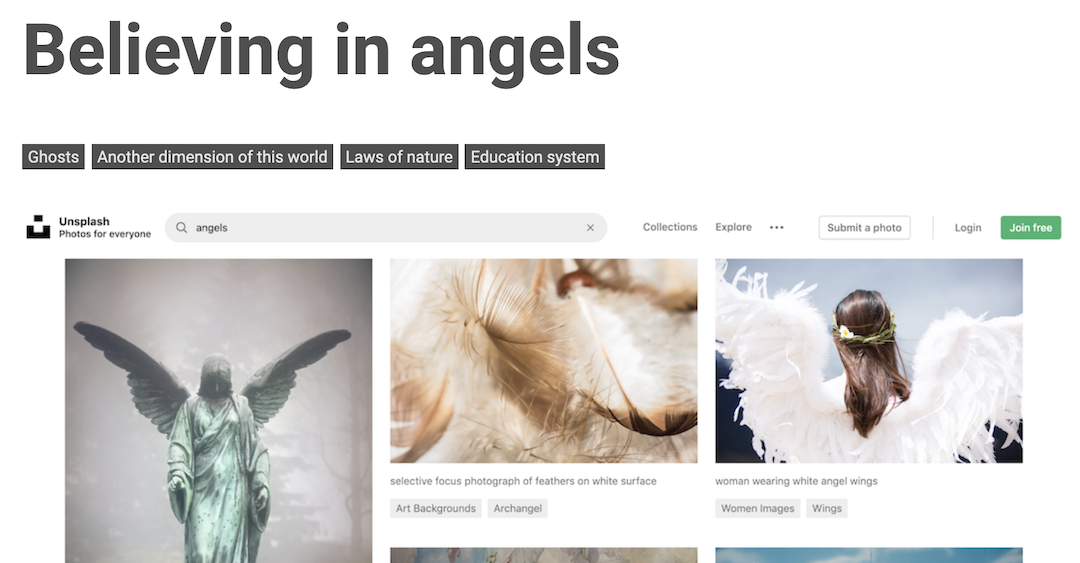 Believing in angels
Ghosts Another dimension of this world Laws of nature Education system
Unsplash
Photos for everyone
angels
Collections Explore Submit a photo Login Join free
selective focus photograph of feathers on white surface
woman wearing white angel wings
Art Backgrounds Archangel
Women Images Wings